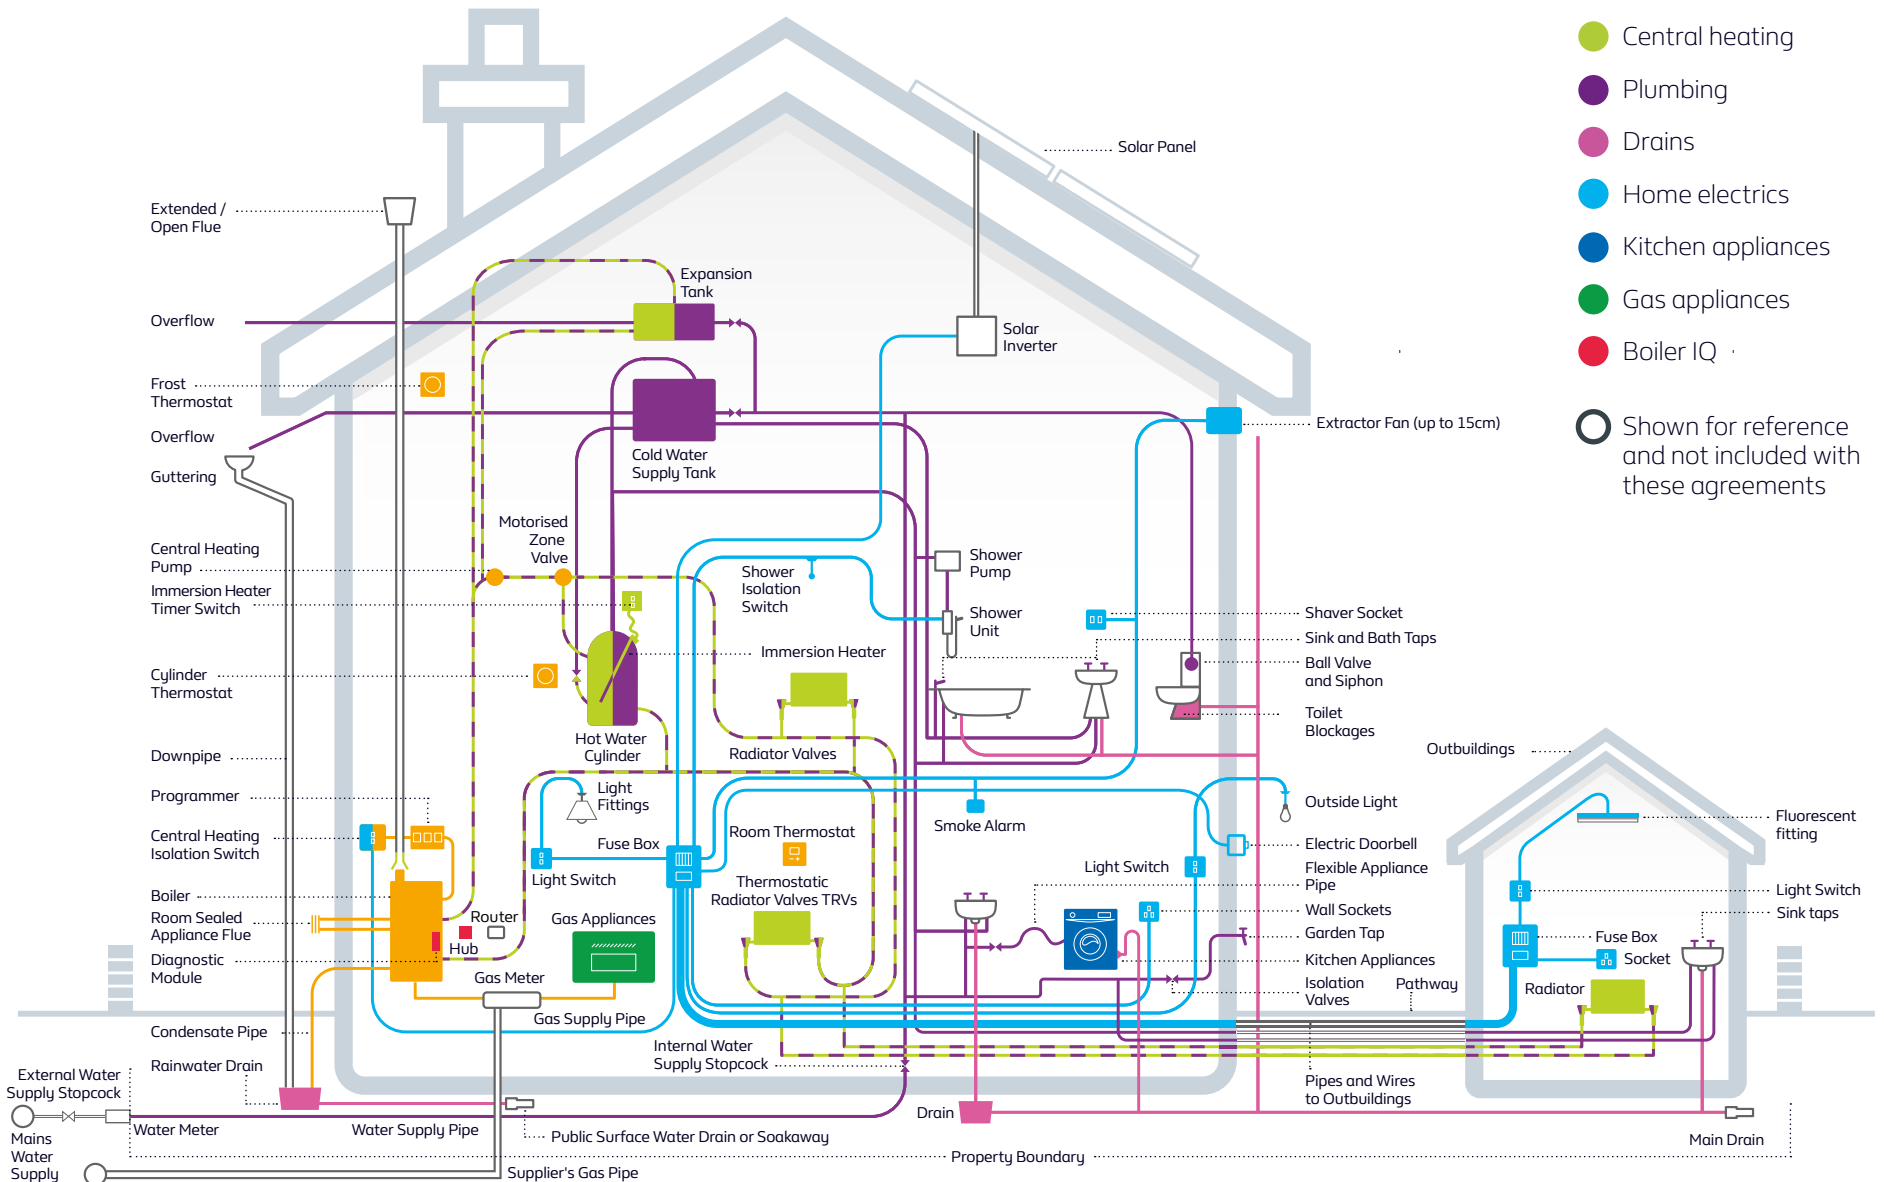 Central heating
Plumbing
Drains
Home electrics
Kitchen appliances
Gas appliances
Boiler IQ
Shown for reference
and not included with
these agreements
Solar Panel
Extended /
Open Flue
Expansion
Tank
Overflow
Solar
Inverter
Frost
Thermostat
Extractor Fan (up to 15cm)
Overflow
Cold Water
Supply Tank
Guttering
Motorised
Zone
Valve
Central Heating
Pump
Shower
Pump
Shower
Isolation
Switch
Immersion Heater
Timer Switch
Shower
Unit
Shaver Socket
Sink and Bath Taps
Immersion Heater
Ball Valve
and Siphon
Cylinder
Thermostat
Toilet
Blockages
Hot Water
Cylinder
Radiator Valves
Outbuildings
Downpipe
Programmer
Light
Fittings
Outside Light
Fluorescent
fitting
Smoke Alarm
Room Thermostat
Central Heating
Isolation Switch
Fuse Box
Electric Doorbell
Light Switch
Flexible Appliance
Pipe
Light Switch
Thermostatic
Radiator Valves TRVs
Light Switch
Boiler
Wall Sockets
Sink taps
Room Sealed
Appliance Flue
Router
Gas Appliances
Garden Tap
Hub
Fuse Box
Diagnostic
Module
Kitchen Appliances
Socket
Gas Meter
Isolation
Valves
Pathway
Radiator
Gas Supply Pipe
Condensate Pipe
Internal Water
Supply Stopcock
Rainwater Drain
External Water
Supply Stopcock
Pipes and Wires
to Outbuildings
Drain
Water Meter
Water Supply Pipe
Public Surface Water Drain or Soakaway
Main Drain
Mains
Water
Supply
Property Boundary
Supplier's Gas Pipe